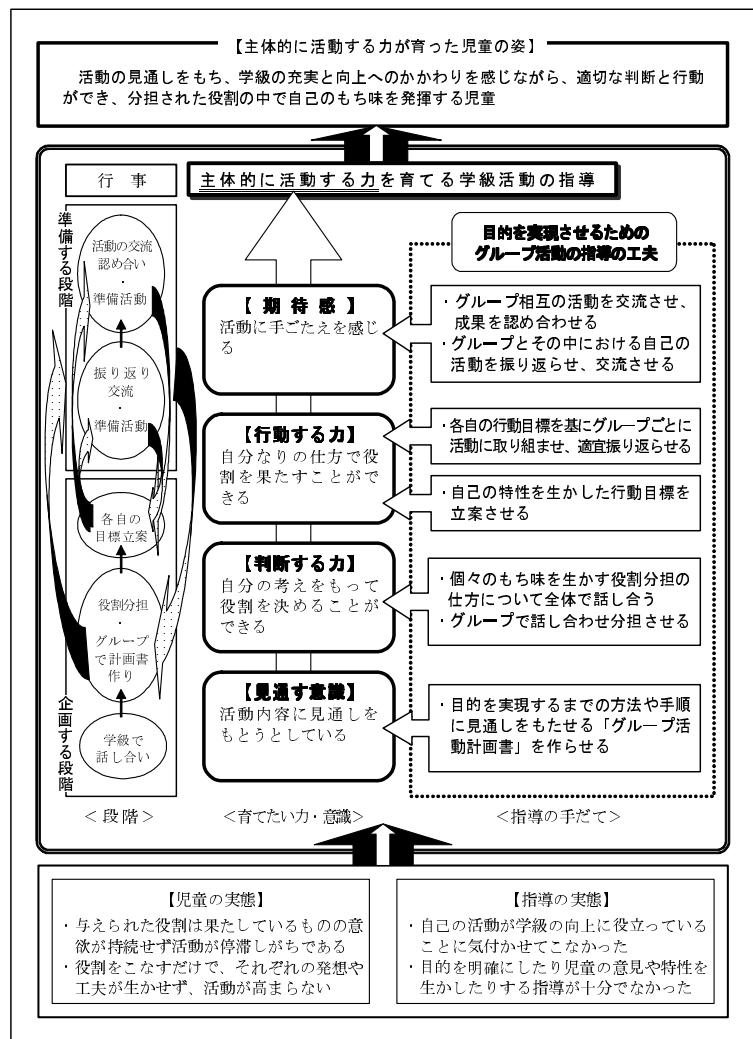 【主体的に活動する力が育った児童の姿】
活動の見通しをもち、学級の充実と向上へのかかわりを感じながら、適切な判断と行動
ができ、分担された役割の中で自己のもち味を発揮する児童
行　事
主体的に活動する力を育てる学級活動の指導
準備する段階
活動の交流
認め合い
・
準備活動
振り返り
交流
・
準備活動
各自の
目標立案
役割分担
・
グループ
で計画書
作り
企画する段階
学級で
話し合い
＜段階＞
【 期 待 感 】
活動に手ごたえを感じ
る
【行動する力】
自分なりの仕方で役
割を果たすことがで
きる
【判断する力】
自分の考えをもって
役割を決めることが
できる
【見通す意識】
活動内容に見通しを
もとうとしている
＜育てたい力・意識＞
目的を実現させるための
グループ活動の指導の工夫
・グループ相互の活動を交流させ、
成果を認め合わせる
・グループとその中における自己の
活動を振り返らせ、交流させる
・各自の行動目標を基にグループごとに
活動に取り組ませ、適宜振り返らせる
・自己の特性を生かした行動目標を
立案させる
・個々のもち味を生かす役割分担の
仕方について全体で話し合う
・グループで話し合わせ分担させる
・目的を実現するまでの方法や手順
に見通しをもたせる「グループ活
動計画書」を作らせる
＜指導の手だて＞
【児童の実態】
・与えられた役割は果たしているものの意
欲が持続せず活動が停滞しがちである
・役割をこなすだけで、それぞれの発想や
工夫が生かせず、活動が高まらない
【指導の実態】
・自己の活動が学級の向上に役立っている
ことに気付かせてこなかった
・目的を明確にしたり児童の意見や特性を
生かしたりする指導が十分でなかった